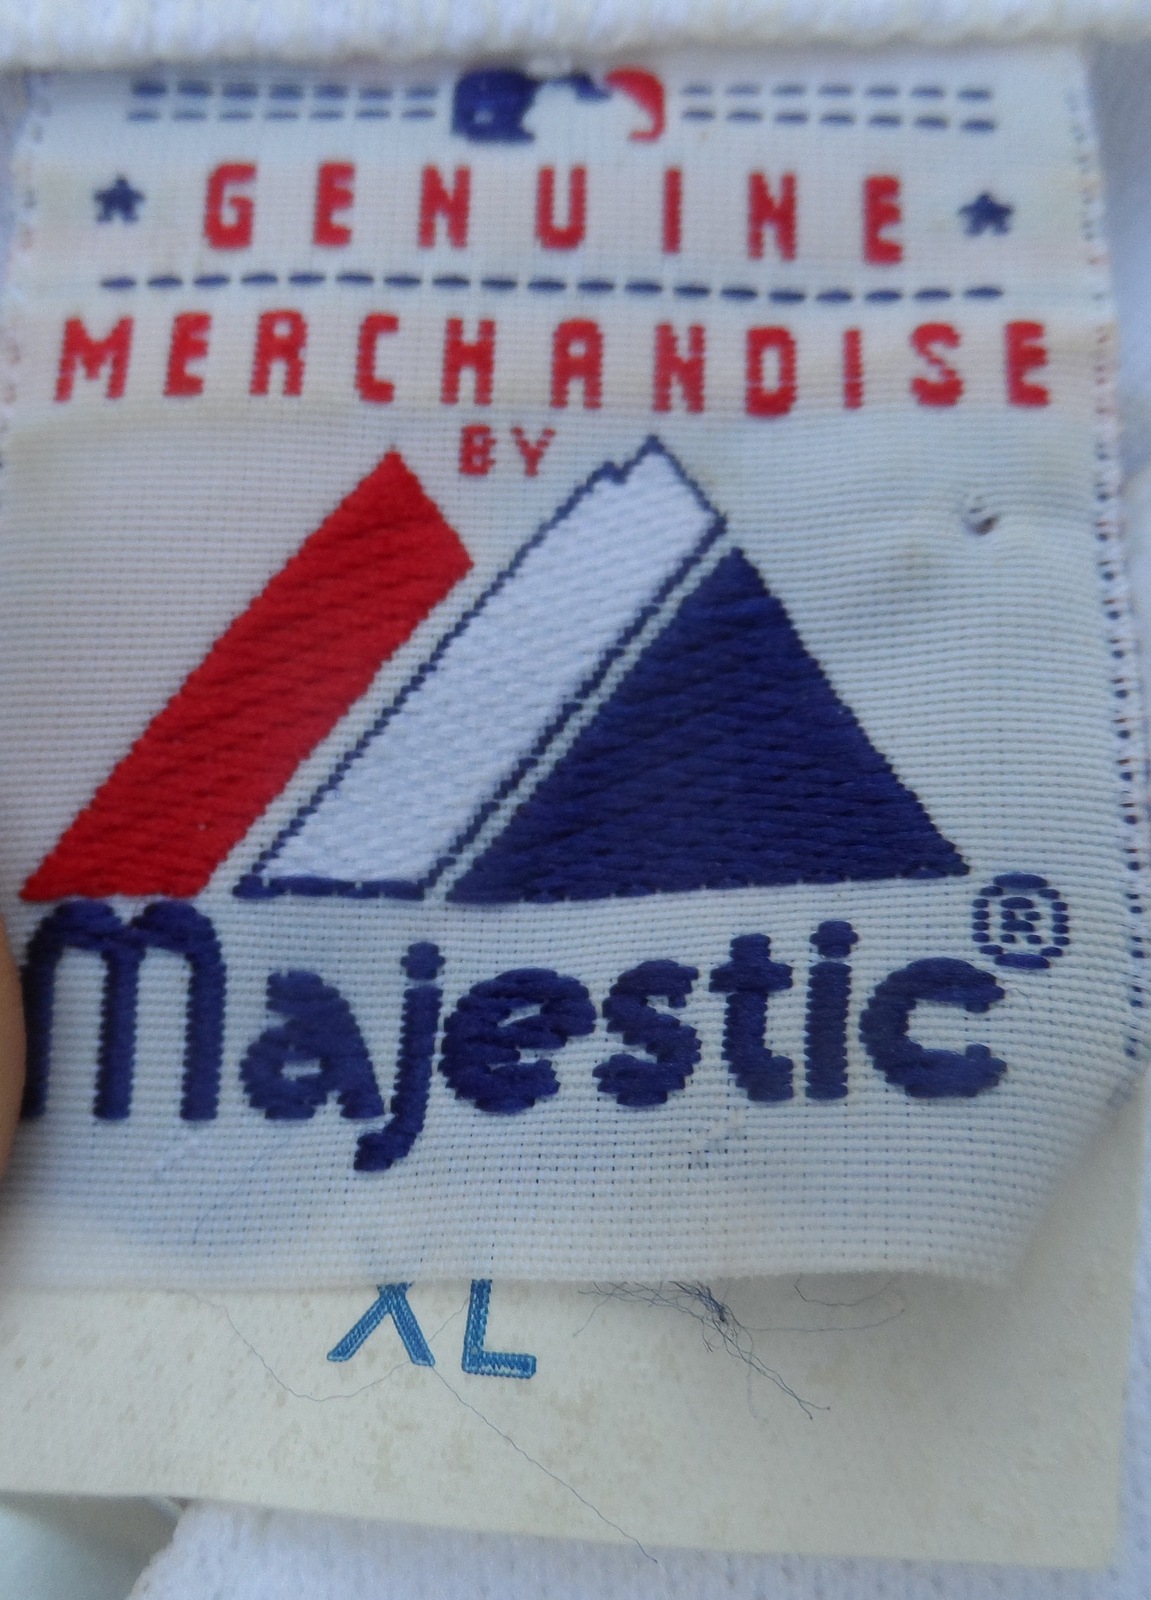 GENUINE
MERCHANDISE
BY
Majestic®
XL